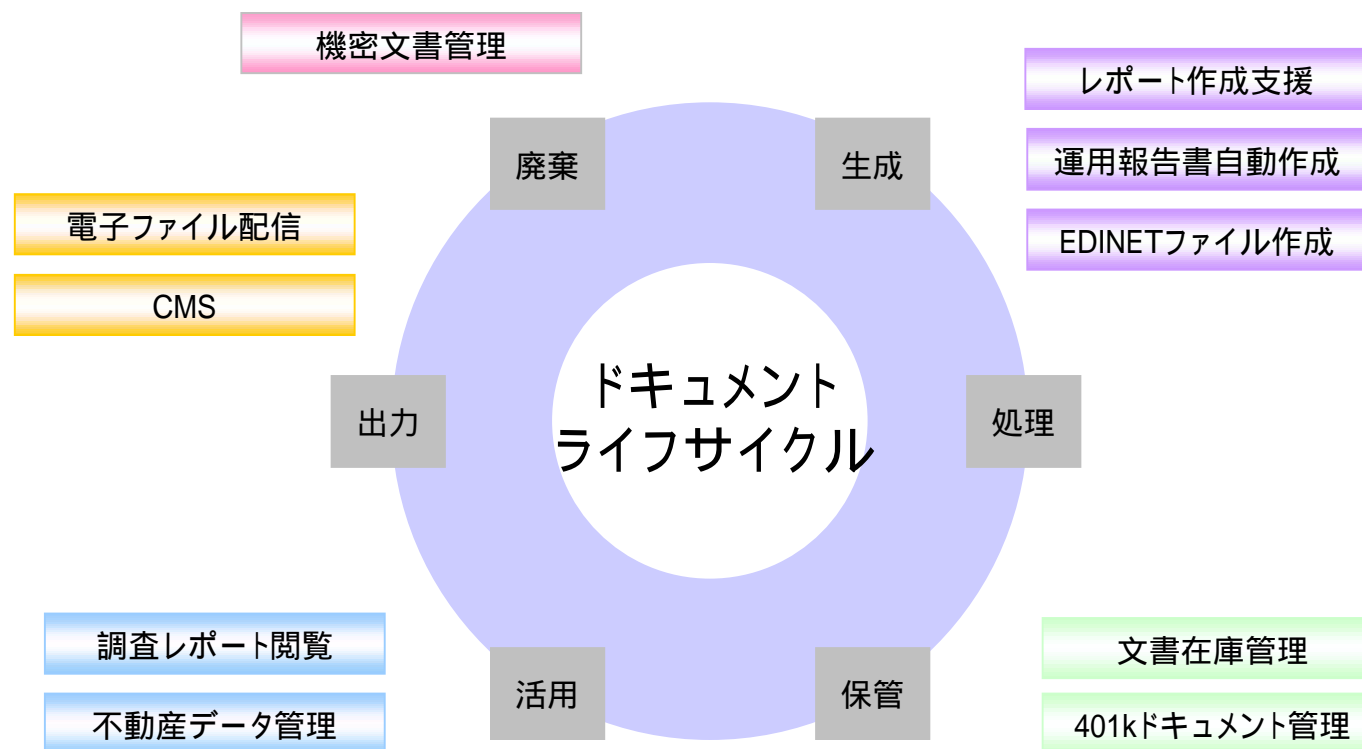 機密文書管理
レポート作成支援
運用報告書自動作成
EDINETファイル作成
廃棄
生成
電子ファイル配信
CMS
ドキュメント
ライフサイクル
出力
処理
調査レポート閲覧
不動産データ管理
活用
保管
文書在庫管理
401kドキュメント管理